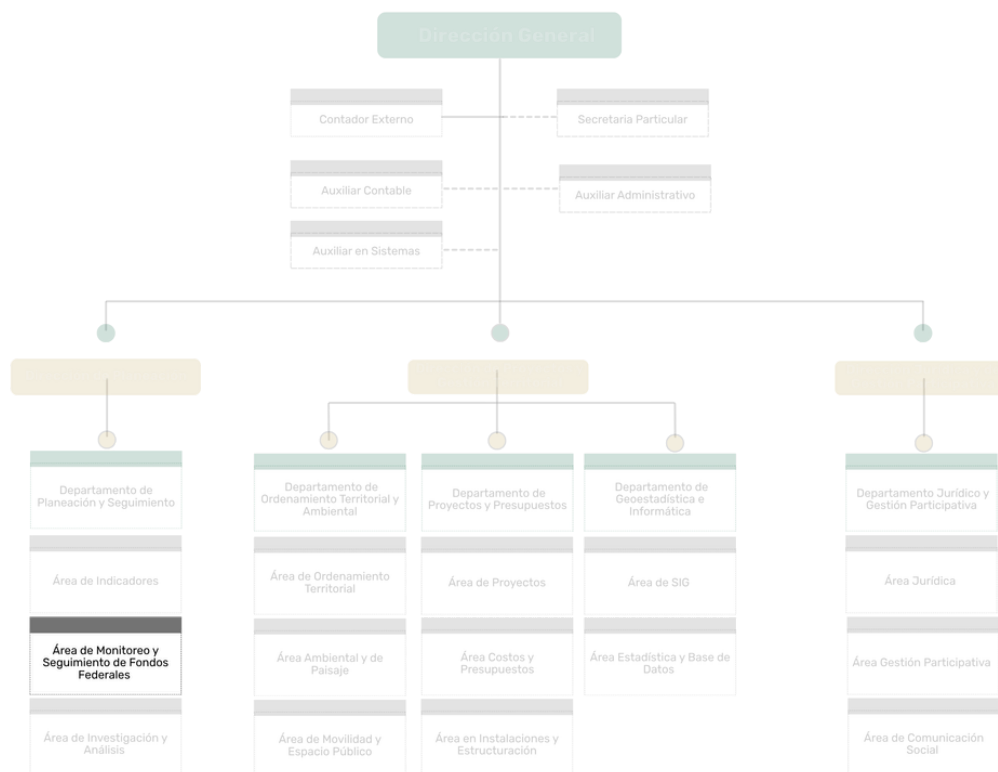 Dirección General
Contador Externo
Secretaria Particular
Auxiliar Contable
Auxiliar Administrativo
Auxiliar en Sistemas
Departamento de
Planeación y Seguimiento
Departamento de
Ordenamiento Territorial y
Ambiental
Departamento de
Proyectos y Presupuestos
Departamento de
Geoestadística e
Informática
Departamento Jurídico y
Gestión Participativa
Área de Indicadores
Área de Ordenamiento
Territorial
Área de Proyectos
Área de SIG
Área Jurídica
Área de Monitoreo y
Seguimiento de Fondos
Federales
Área Ambiental y de
Paisaje
Área Costos y
Presupuestos
Área Estadística y Base de
Datos
Área Gestión Participativa
Área de Investigación y
Análisis
Área de Movilidad y
Espacio Público
Área en Instalaciones y
Estructuración
Área de Comunicación
Social